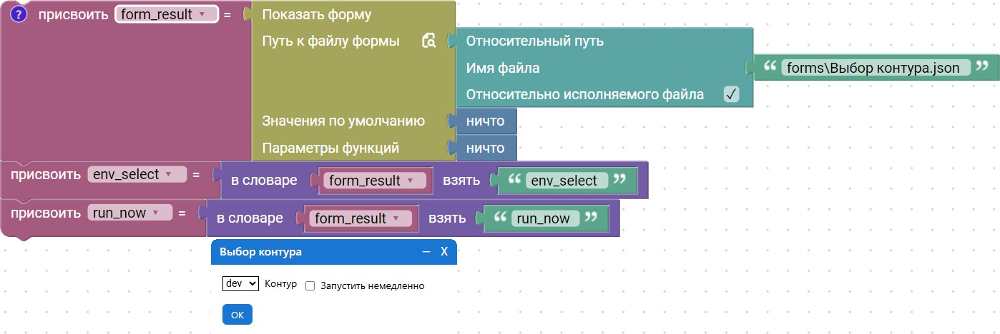 ? присвоить form_result ▾ = Показать форму
Путь к файлу формы Относительный путь
Имя файла “ forms\Выбор контура.json ”
Относительно исполняемого файла ✓
Значения по умолчанию ничто
Параметры функций ничто
присвоить env_select ▾ = в словаре form_result ▾ взять “ env_select ”
присвоить run_now ▾ = в словаре form_result ▾ взять “ run_now ”
Выбор контура – X
dev Контур Запустить немедленно
OK